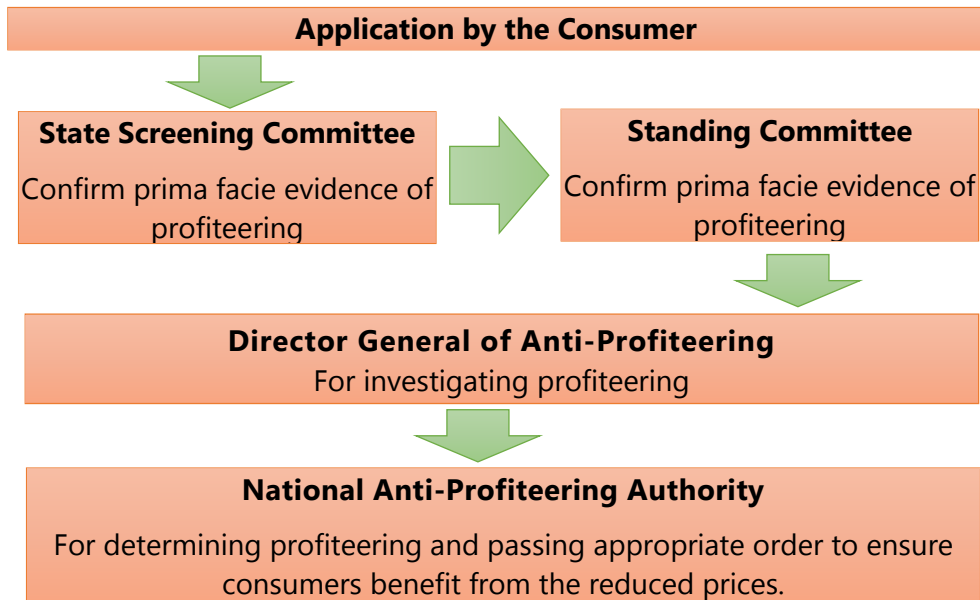 Application by the Consumer
State Screening Committee
Confirm prima facie evidence of
profiteering
Standing Committee
Confirm prima facie evidence of
profiteering
Director General of Anti-Profiteering
For investigating profiteering
National Anti-Profiteering Authority
For determining profiteering and passing appropriate order to ensure
consumers benefit from the reduced prices.